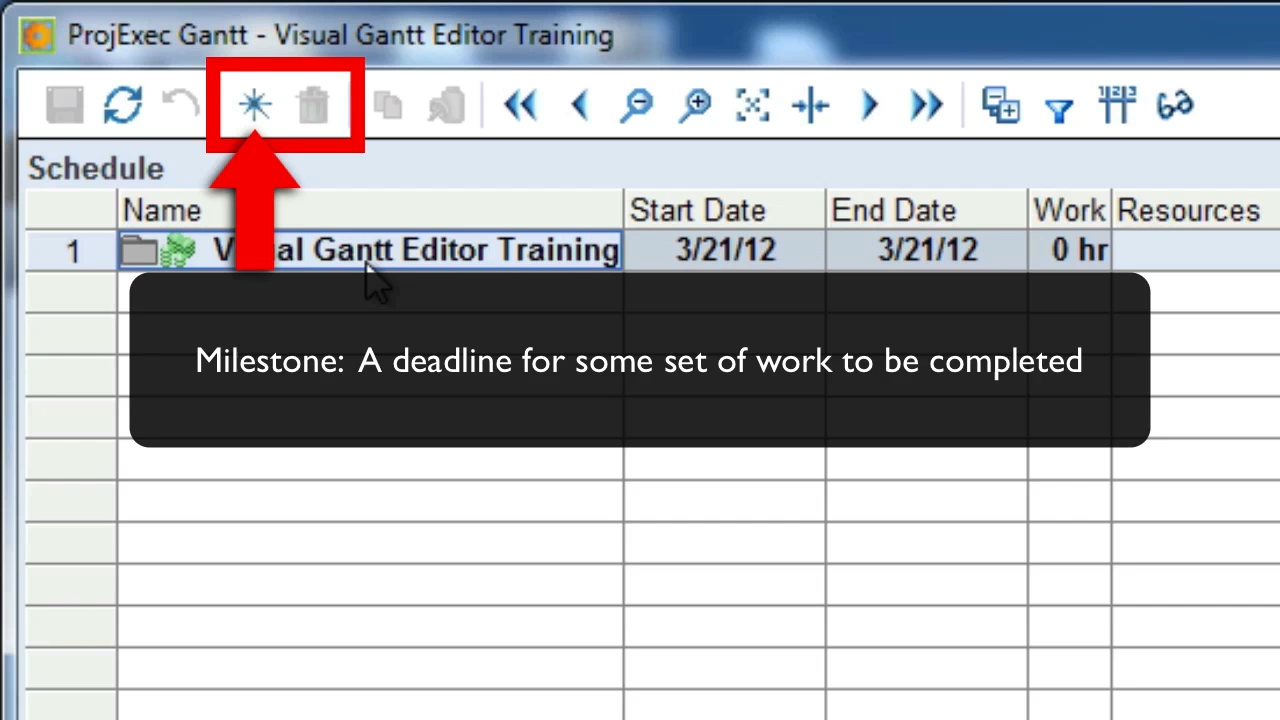 ProjExec Gantt - Visual Gantt Editor Training
Schedule
Name Start Date End Date Work Resources
1 Visual Gantt Editor Training 3/21/12 3/21/12 0 hr
Milestone: A deadline for some set of work to be completed